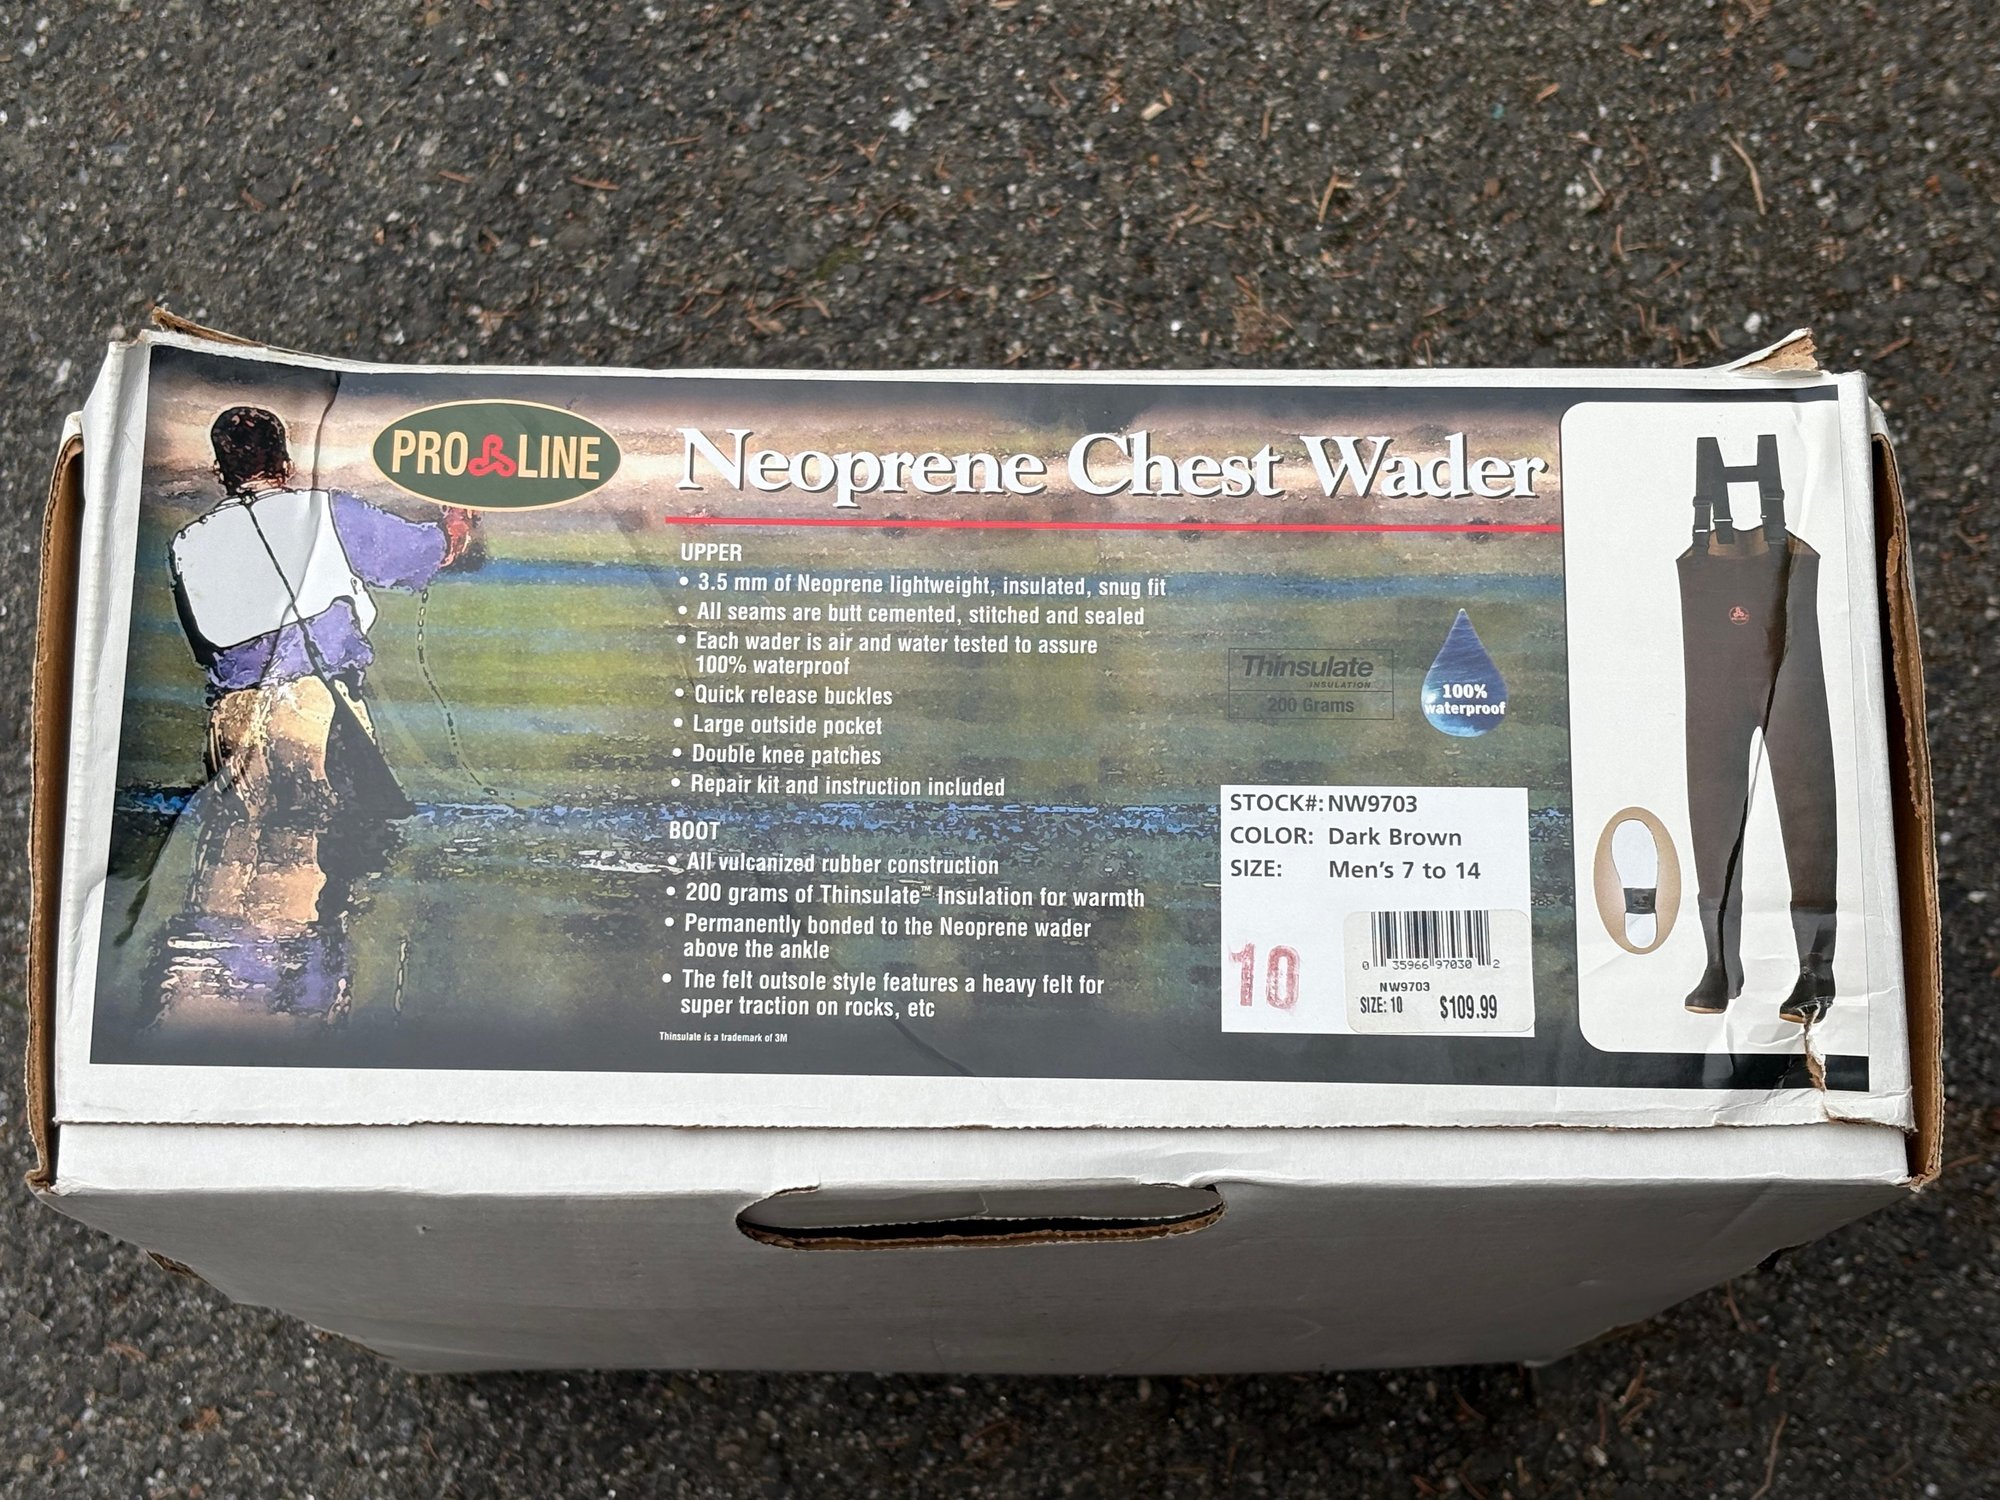 PRO LINE
Neoprene Chest Wader
UPPER
• 3.5 mm of Neoprene lightweight, insulated, snug fit
• All seams are butt cemented, stitched and sealed
• Each wader is air and water tested to assure
100% waterproof
• Quick release buckles
• Large outside pocket
• Double knee patches
• Repair kit and instruction included
BOOT
• All vulcanized rubber construction
• 200 grams of Thinsulate™ Insulation for warmth
• Permanently bonded to the Neoprene wader
above the ankle
• The felt outsole style features a heavy felt for
super traction on rocks, etc
Thinsulate is a trademark of 3M
Thinsulate
INSULATION
200 Grams
100%
waterproof
STOCK#: NW9703
COLOR: Dark Brown
SIZE: Men's 7 to 14
10
0 35966 97030 2
NW9703
SIZE: 10 $109.99